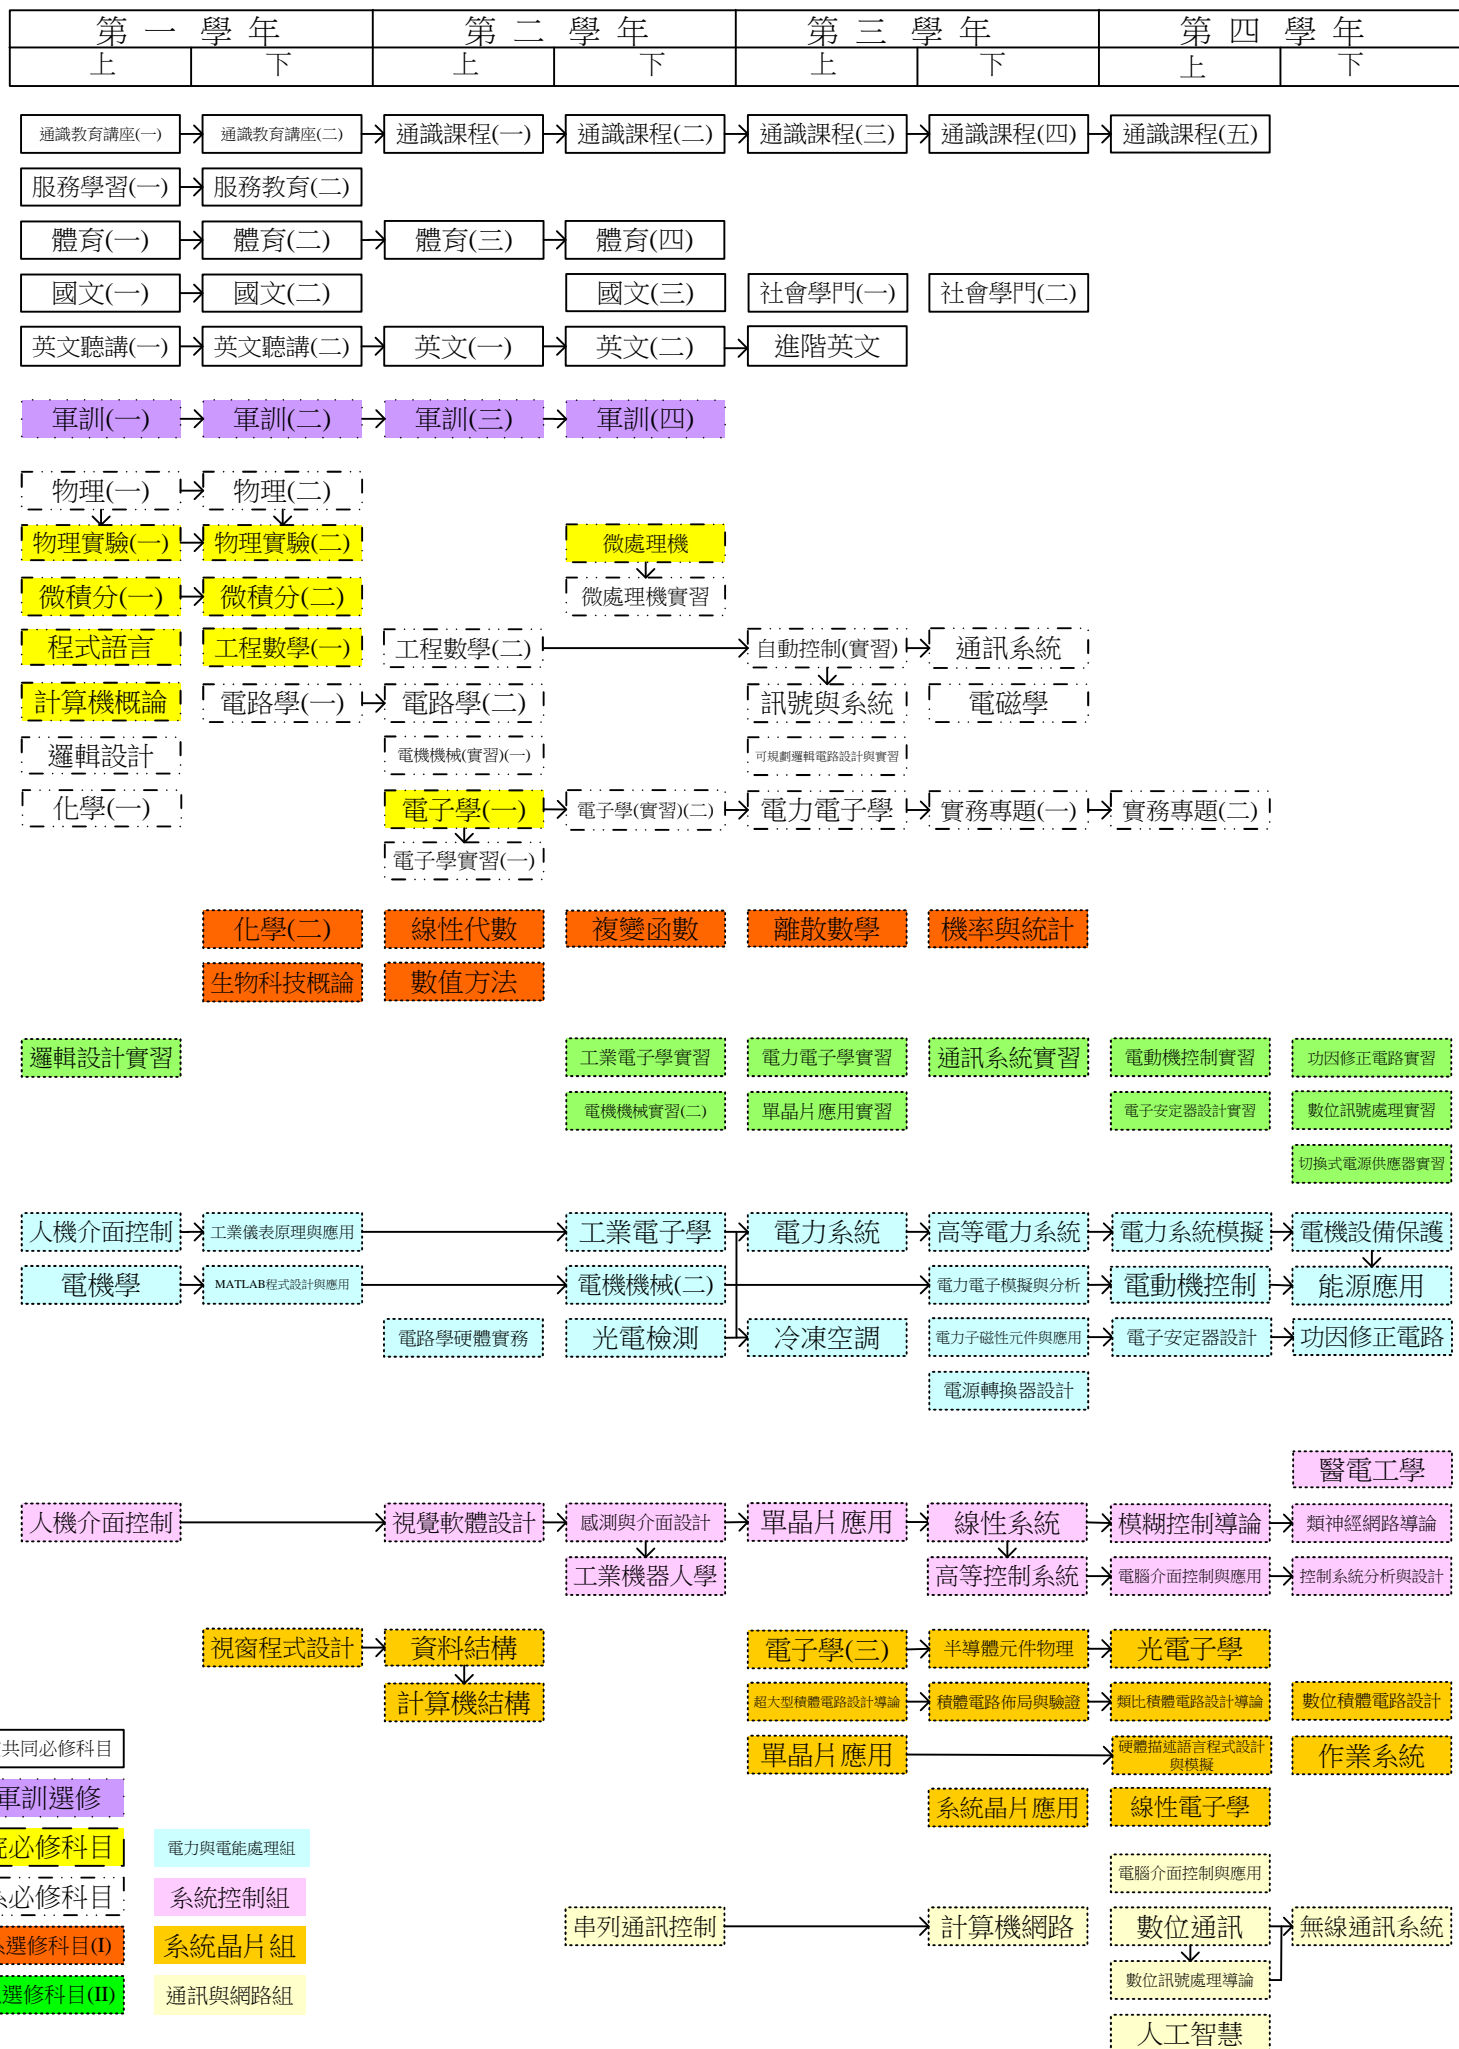 第一學年 第二學年 第三學年 第四學年
上 下 上 下 上 下 上 下
通識教育講座(一) 通識教育講座(二) 通識課程(一) 通識課程(二) 通識課程(三) 通識課程(四) 通識課程(五)
服務學習(一) 服務教育(二)
體育(一) 體育(二) 體育(三) 體育(四)
國文(一) 國文(二) 國文(三) 社會學門(一) 社會學門(二)
英文聽講(一) 英文聽講(二) 英文(一) 英文(二) 進階英文
軍訓(一) 軍訓(二) 軍訓(三) 軍訓(四)
物理(一) 物理(二)
物理實驗(一) 物理實驗(二) 微處理機
微積分(一) 微積分(二) 微處理機實習
程式語言 工程數學(一) 工程數學(二) 自動控制(實習) 通訊系統
計算機概論 電路學(一) 電路學(二) 訊號與系統 電磁學
邏輯設計 電機機械(實習)(一) 可規劃邏輯電路設計與實習
化學(一) 電子學(一) 電子學(實習)(二) 電力電子學 實務專題(一) 實務專題(二)
電子學實習(一)
化學(二) 線性代數 複變函數 離散數學 機率與統計
生物科技概論 數值方法
邏輯設計實習 工業電子學實習 電力電子學實習 通訊系統實習 電動機控制實習 功因修正電路實習
電機機械實習(二) 單晶片應用實習 電子安定器設計實習 數位訊號處理實習
切換式電源供應器實習
人機介面控制 工業儀表原理與應用 工業電子學 電力系統 高等電力系統 電力系統模擬 電機設備保護
電機學 MATLAB程式設計與應用 電機機械(二) 電力電子模擬與分析 電動機控制 能源應用
電路學硬體實務 光電檢測 冷凍空調 電力子磁性元件與應用 電子安定器設計 功因修正電路
電源轉換器設計
醫電工學
人機介面控制 視覺軟體設計 感測與介面設計 單晶片應用 線性系統 模糊控制導論 類神經網路導論
工業機器人學 高等控制系統 電腦介面控制與應用 控制系統分析與設計
視窗程式設計 資料結構 電子學(三) 半導體元件物理 光電子學
計算機結構 超大型積體電路設計導論 積體電路佈局與驗證 類比積體電路設計導論 數位積體電路設計
共同必修科目 單晶片應用 硬體描述語言程式設計
與模擬 作業系統
軍訓選修 系統晶片應用 線性電子學
必修科目 電力與電能處理組
電腦介面控制與應用
必修科目 系統控制組
選修科目(I) 系統晶片組 串列通訊控制 計算機網路 數位通訊 無線通訊系統
選修科目(II) 通訊與網路組 數位訊號處理導論
人工智慧